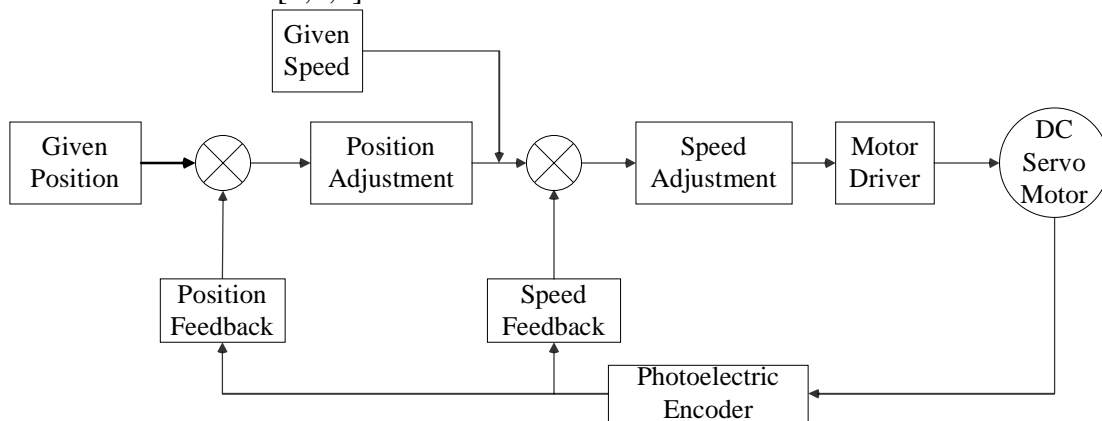 Given
Speed
Given
Position
Position
Adjustment
Speed
Adjustment
Motor
Driver
DC
Servo
Motor
Position
Feedback
Speed
Feedback
Photoelectric
Encoder